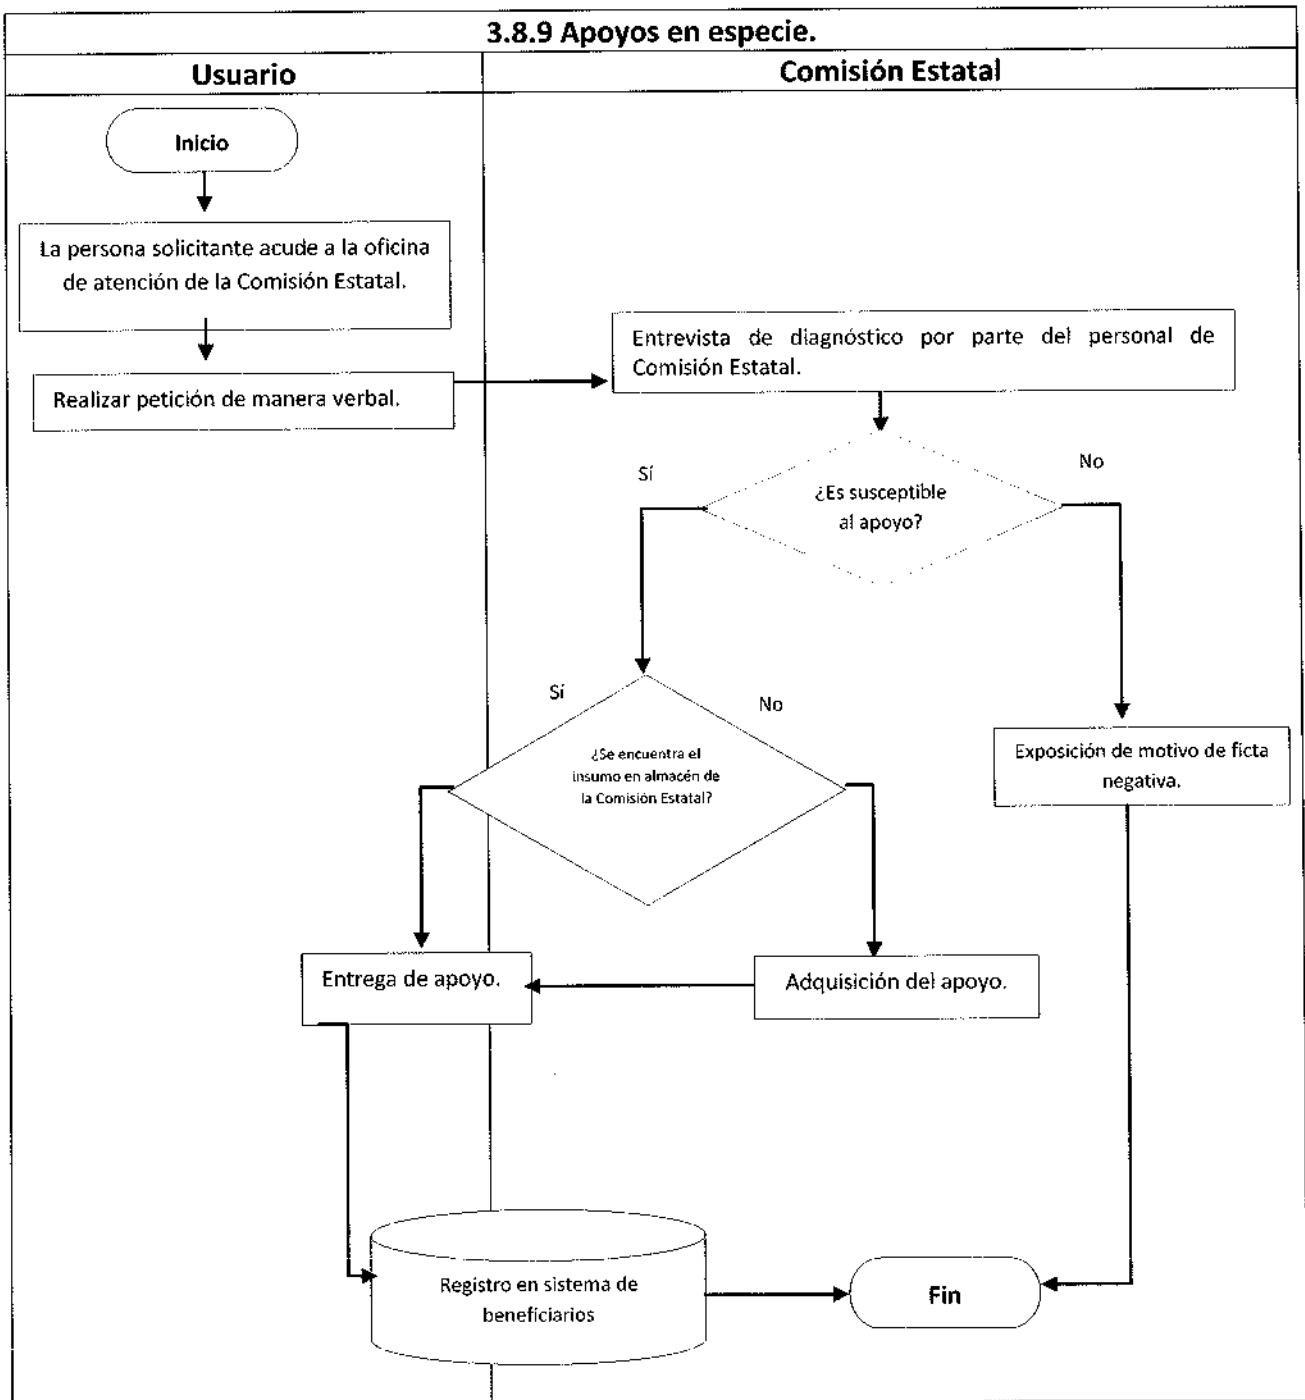 3.8.9 Apoyos en especie.
Usuario
Comisión Estatal
Inicio
La persona solicitante acude a la oficina
de atención de la Comisión Estatal.
Realizar petición de manera verbal.
Entrevista de diagnóstico por parte del personal de
Comisión Estatal.
¿Es susceptible
al apoyo?
Sí
No
¿Se encuentra el
insumo en almacén de
la Comisión Estatal?
Sí
No
Exposición de motivo de ficta
negativa.
Entrega de apoyo.
Adquisición del apoyo.
Registro en sistema de
beneficiarios
Fin